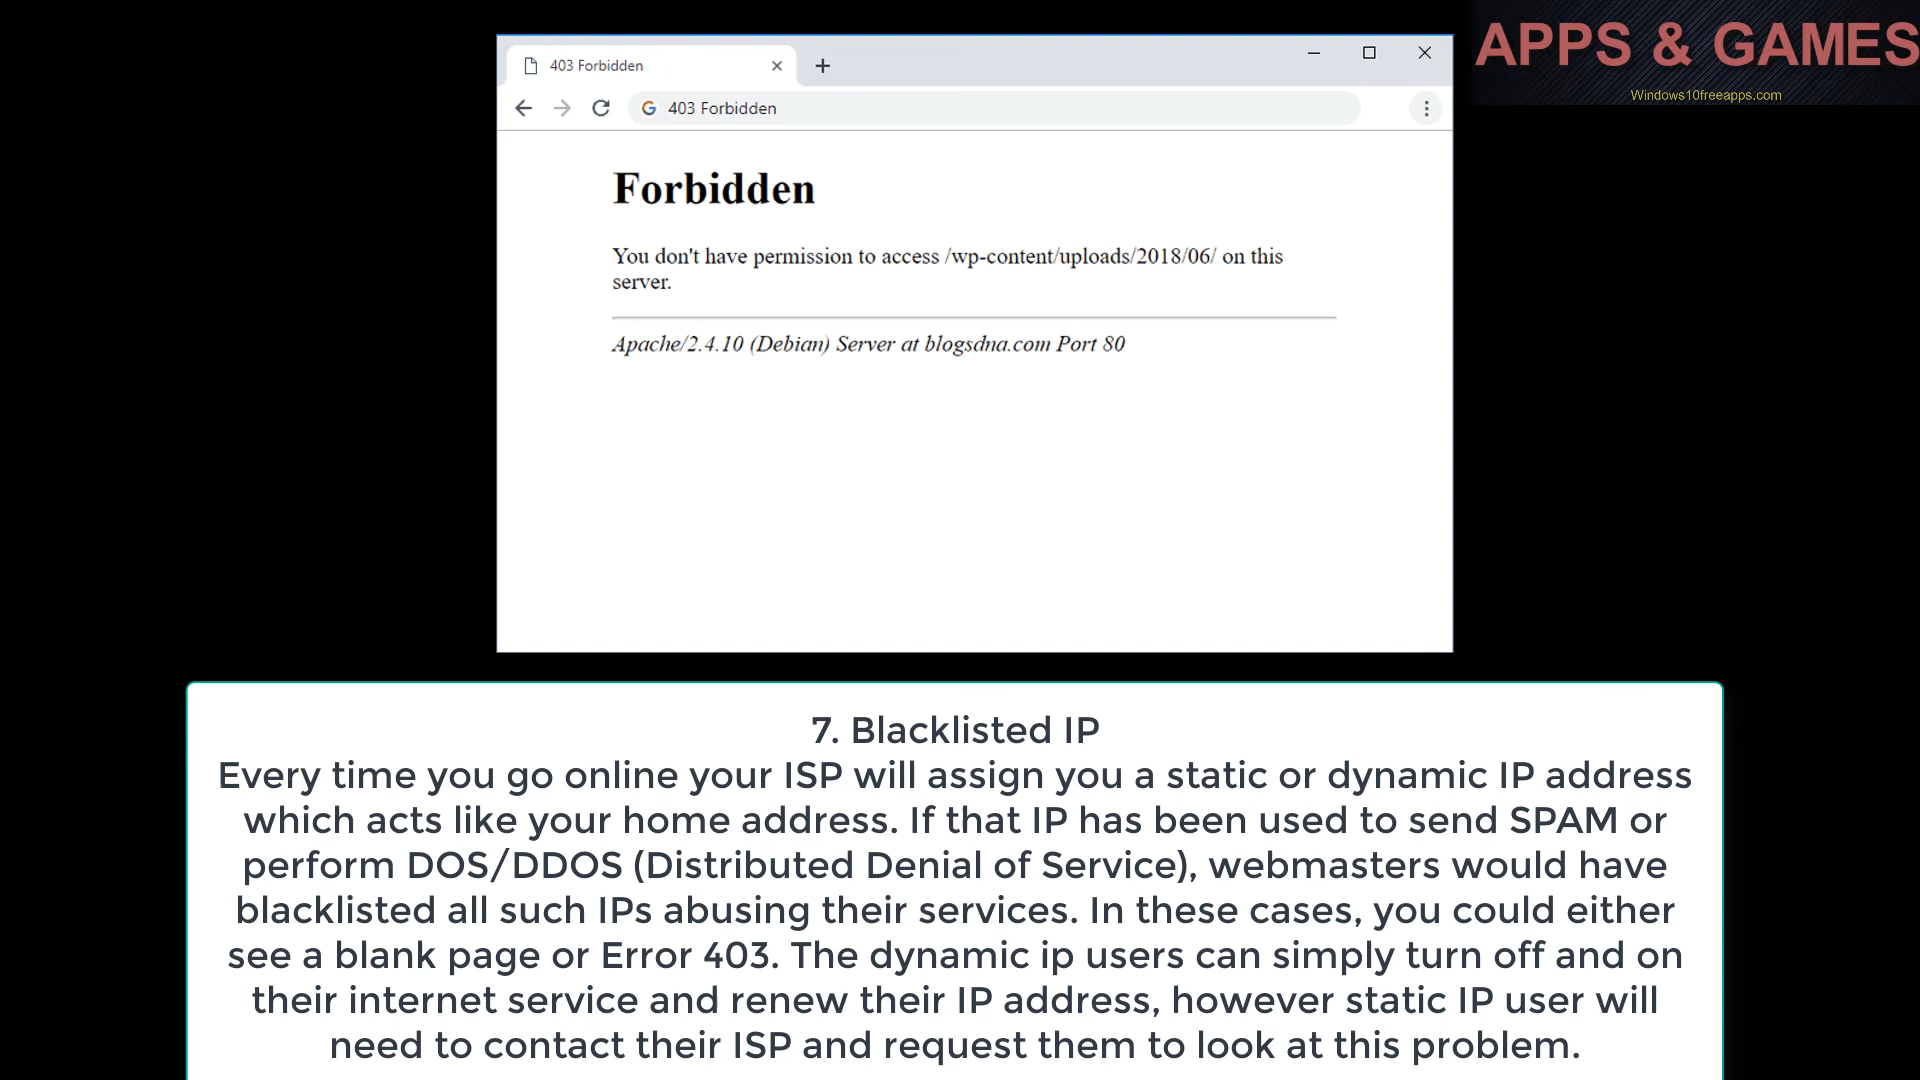 APPS & GAMES
Windows10freeapps.com
403 Forbidden
403 Forbidden
Forbidden
You don't have permission to access /wp-content/uploads/2018/06/ on this
server.
Apache/2.4.10 (Debian) Server at blogsdna.com Port 80
7. Blacklisted IP
Every time you go online your ISP will assign you a static or dynamic IP address
which acts like your home address. If that IP has been used to send SPAM or
perform DOS/DDOS (Distributed Denial of Service), webmasters would have
blacklisted all such IPs abusing their services. In these cases, you could either
see a blank page or Error 403. The dynamic ip users can simply turn off and on
their internet service and renew their IP address, however static IP user will
need to contact their ISP and request them to look at this problem.